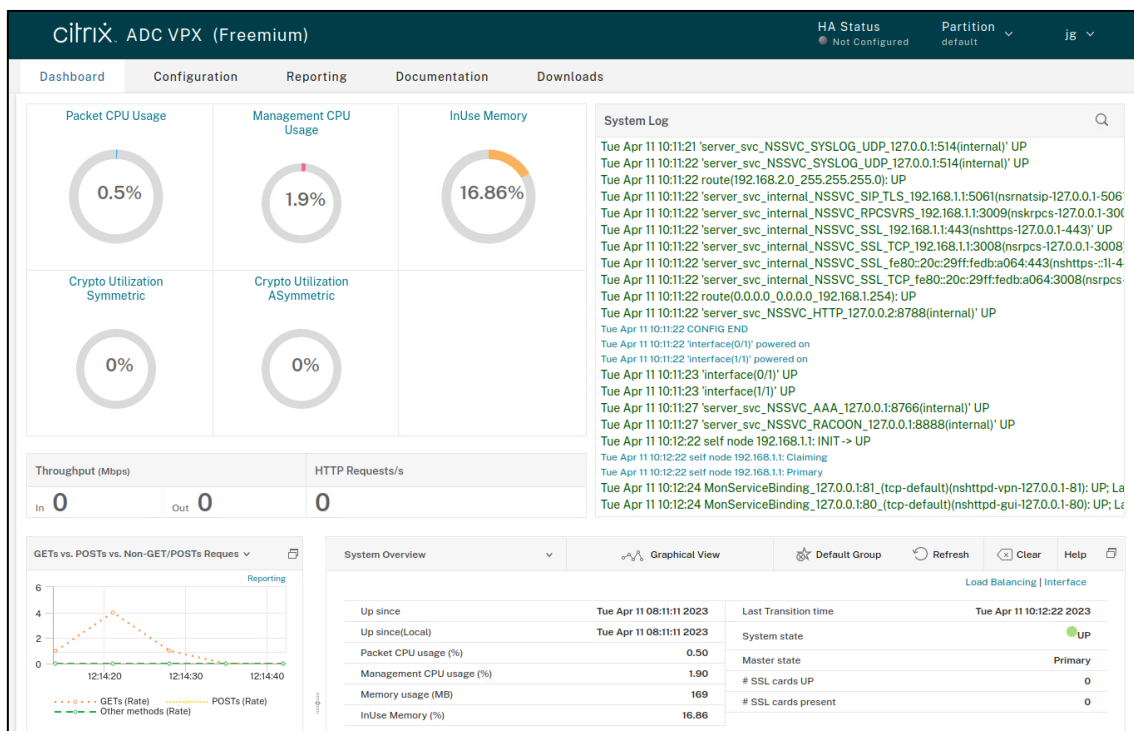 citrix. ADC VPX (Freemium)
HA Status
Not Configured
Partition
default
jg
Dashboard Configuration Reporting Documentation Downloads
Packet CPU Usage
0.5%
Management CPU
Usage
1.9%
InUse Memory
16.86%
Crypto Utilization
Symmetric
0%
Crypto Utilization
ASymmetric
0%
Throughput (Mbps)
In 0
Out 0
HTTP Requests/s
0
System Log
Tue Apr 11 10:11:21 'server_svc_NSSVC_SYSLOG_UDP_127.0.0.1:514(internal)' UP
Tue Apr 11 10:11:22 'server_svc_NSSVC_SYSLOG_UDP_127.0.0.1:514(internal)' UP
Tue Apr 11 10:11:22 route(192.168.2.0_255.255.255.0): UP
Tue Apr 11 10:11:22 'server_svc_internal_NSSVC_SIP_TLS_192.168.1.1:5061(nsrnatsip-127.0.0.1-5061
Tue Apr 11 10:11:22 'server_svc_internal_NSSVC_RPCSVRS_192.168.1.1:3009(nskrpcs-127.0.0.1-300
Tue Apr 11 10:11:22 'server_svc_internal_NSSVC_SSL_192.168.1.1:443(nshttps-127.0.0.1-443)' UP
Tue Apr 11 10:11:22 'server_svc_internal_NSSVC_SSL_TCP_192.168.1.1:3008(nsrpcs-127.0.0.1-3008)
Tue Apr 11 10:11:22 'server_svc_internal_NSSVC_SSL_fe80::20c:29ff:fedb:a064:443(nshttps-::1l-4
Tue Apr 11 10:11:22 'server_svc_internal_NSSVC_SSL_TCP_fe80::20c:29ff:fedb:a064:3008(nsrpcs-
Tue Apr 11 10:11:22 route(0.0.0.0_0.0.0.0_192.168.1.254): UP
Tue Apr 11 10:11:22 'server_svc_NSSVC_HTTP_127.0.0.2:8788(internal)' UP
Tue Apr 11 10:11:22 CONFIG END
Tue Apr 11 10:11:22 'interface(0/1)' powered on
Tue Apr 11 10:11:22 'interface(1/1)' powered on
Tue Apr 11 10:11:23 'interface(0/1)' UP
Tue Apr 11 10:11:23 'interface(1/1)' UP
Tue Apr 11 10:11:27 'server_svc_NSSVC_AAA_127.0.0.1:8766(internal)' UP
Tue Apr 11 10:11:27 'server_svc_NSSVC_RACOON_127.0.0.1:8888(internal)' UP
Tue Apr 11 10:12:22 self node 192.168.1.1: INIT -> UP
Tue Apr 11 10:12:22 self node 192.168.1.1: Claiming
Tue Apr 11 10:12:22 self node 192.168.1.1: Primary
Tue Apr 11 10:12:24 MonServiceBinding_127.0.0.1:81_(tcp-default)(nshttpd-vpn-127.0.0.1-81): UP; La
Tue Apr 11 10:12:24 MonServiceBinding_127.0.0.1:80_(tcp-default)(nshttpd-gui-127.0.0.1-80): UP; La
GETs vs. POSTs vs. Non-GET/POSTs Reques
Reporting
6
4
2
0
12:14:20 12:14:30 12:14:40
GETs (Rate) POSTs (Rate)
Other methods (Rate)
System Overview Graphical View Default Group Refresh Clear Help
Load Balancing | Interface
Up since Tue Apr 11 08:11:11 2023
Up since(Local) Tue Apr 11 08:11:11 2023
Packet CPU usage (%) 0.50
Management CPU usage (%) 1.90
Memory usage (MB) 169
InUse Memory (%) 16.86
Last Transition time Tue Apr 11 10:12:22 2023
System state UP
Master state Primary
# SSL cards UP 0
# SSL cards present 0